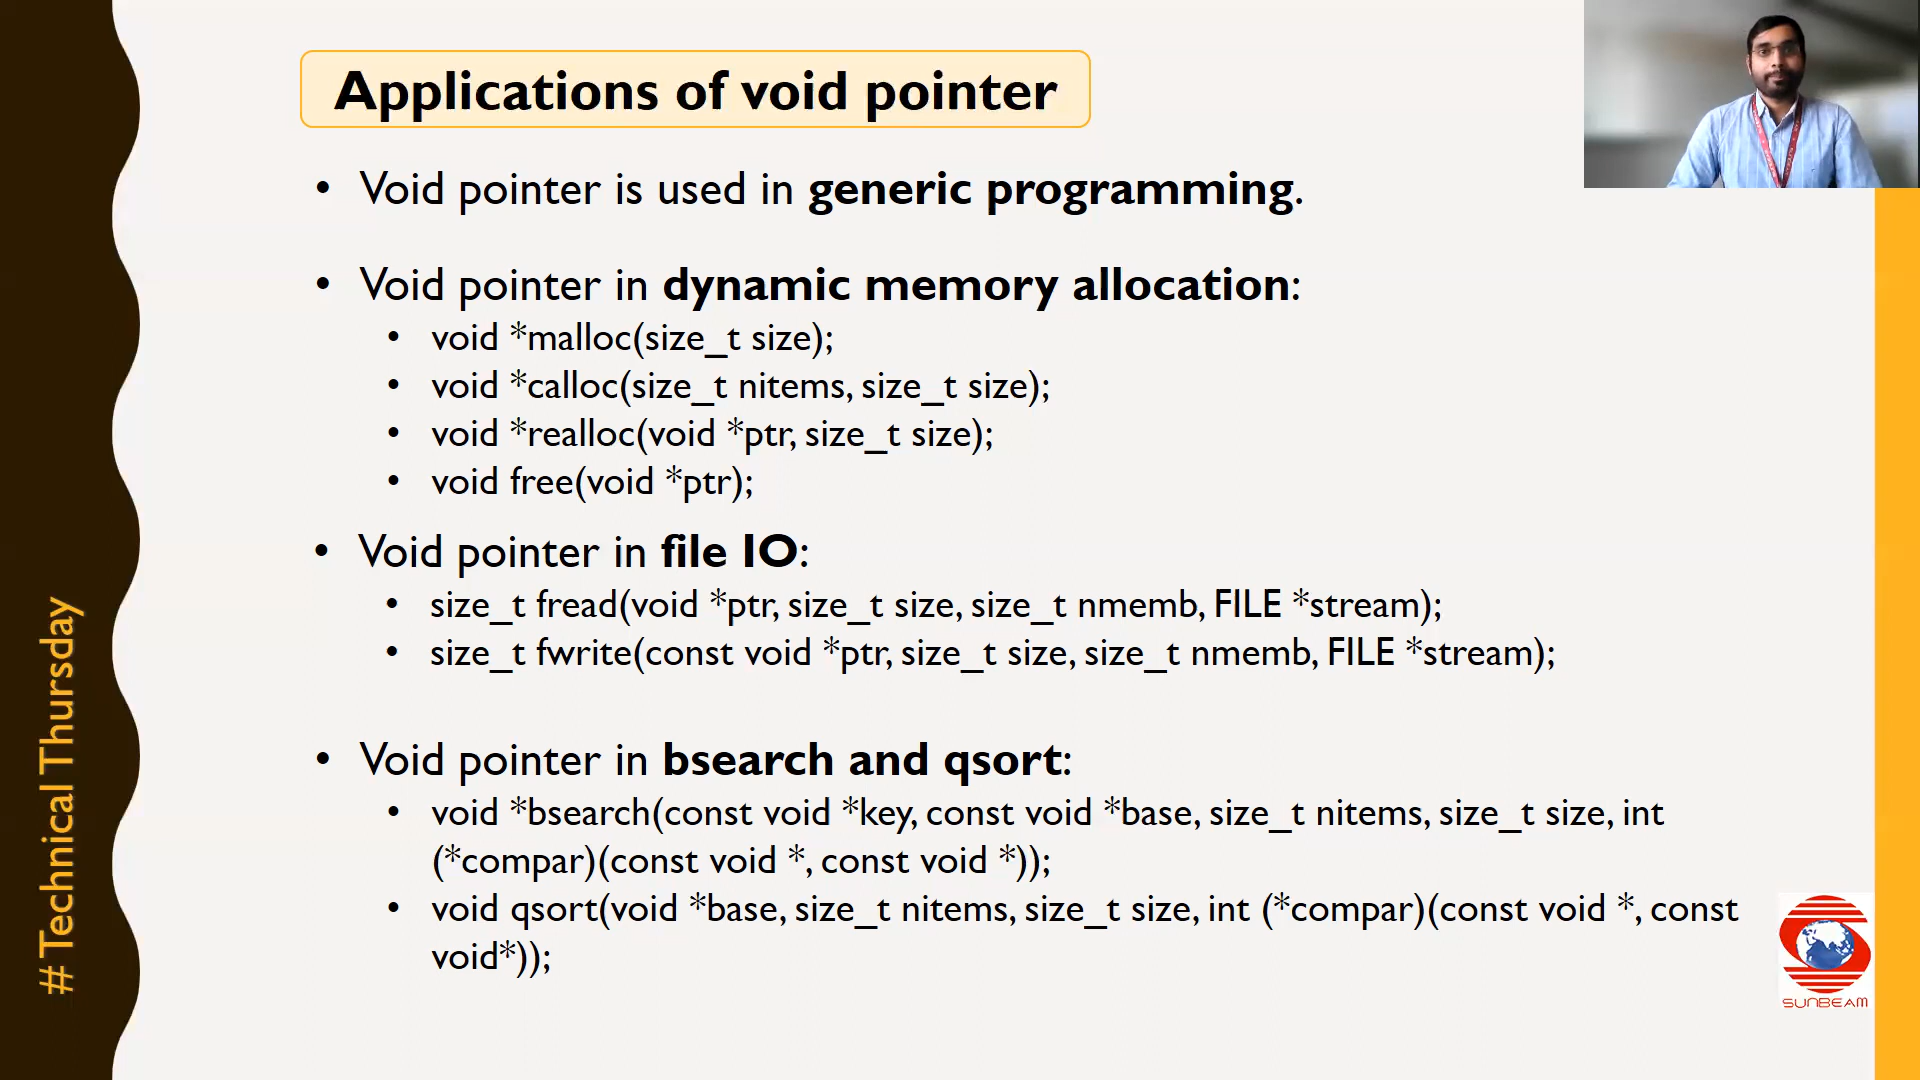 Applications of void pointer
• Void pointer is used in generic programming.
• Void pointer in dynamic memory allocation:
• void *malloc(size_t size);
• void *calloc(size_t nitems, size_t size);
• void *realloc(void *ptr, size_t size);
• void free(void *ptr);
• Void pointer in file IO:
• size_t fread(void *ptr, size_t size, size_t nmemb, FILE *stream);
• size_t fwrite(const void *ptr, size_t size, size_t nmemb, FILE *stream);
• Void pointer in bsearch and qsort:
• void *bsearch(const void *key, const void *base, size_t nitems, size_t size, int
(*compar)(const void *, const void *));
• void qsort(void *base, size_t nitems, size_t size, int (*compar)(const void *, const
void*));
#Technical Thursday
SUNBEAM